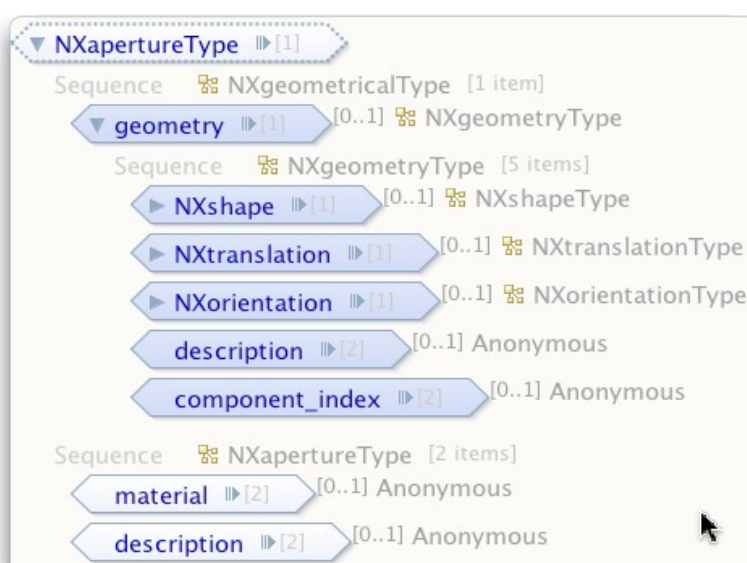 NXapertureType [1]
Sequence NXgeometricalType [1 item]
geometry [1] [0..1] NXgeometryType
Sequence NXgeometryType [5 items]
NXshape [1] [0..1] NXshapeType
NXtranslation [1] [0..1] NXtranslationType
NXorientation [1] [0..1] NXorientationType
description [2] [0..1] Anonymous
component_index [2] [0..1] Anonymous
Sequence NXapertureType [2 items]
material [2] [0..1] Anonymous
description [2] [0..1] Anonymous